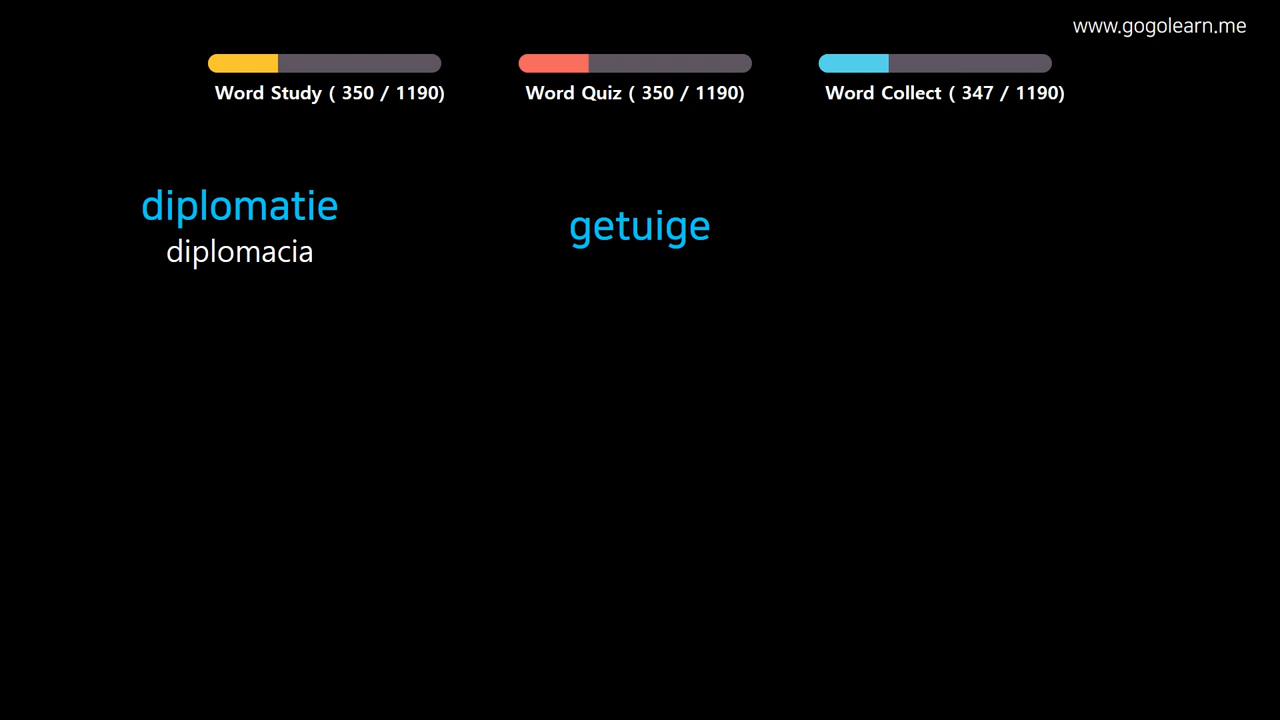 www.gogolearn.me
Word Study ( 350 / 1190)
Word Quiz ( 350 / 1190)
Word Collect ( 347 / 1190)
diplomatie
diplomacia
getuige